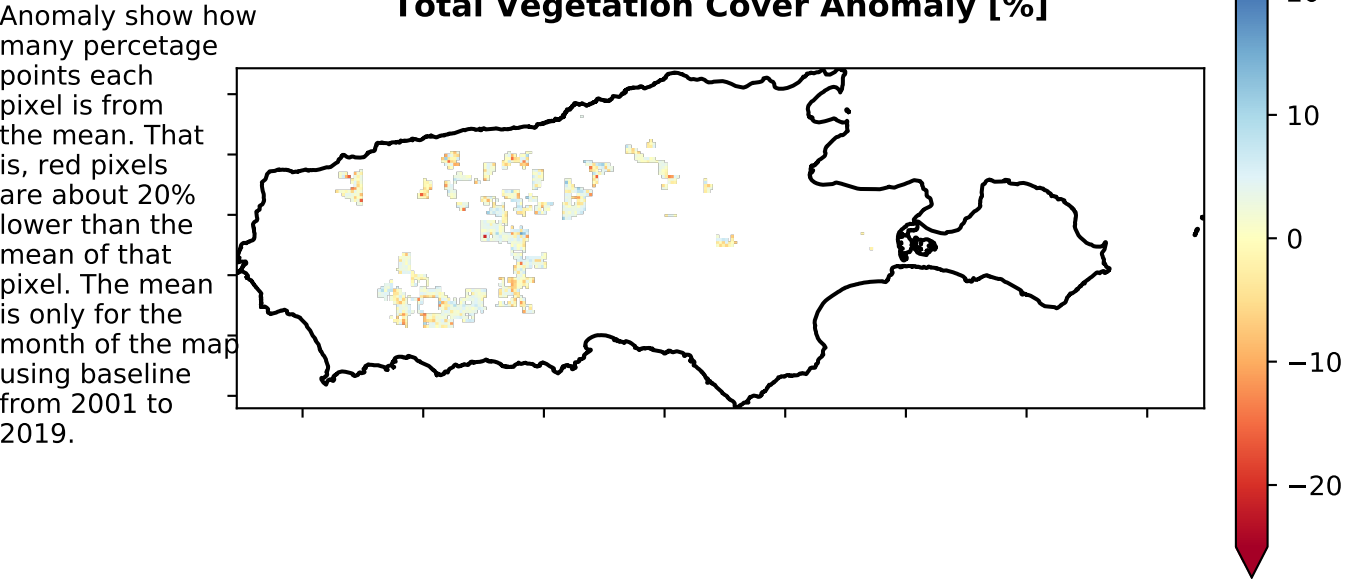 Total Vegetation Cover Anomaly [%]
Anomaly show how
many percetage
points each
pixel is from
the mean. That
is, red pixels
are about 20%
lower than the
mean of that
pixel. The mean
is only for the
month of the map
using baseline
from 2001 to
2019.
10
0
−10
−20